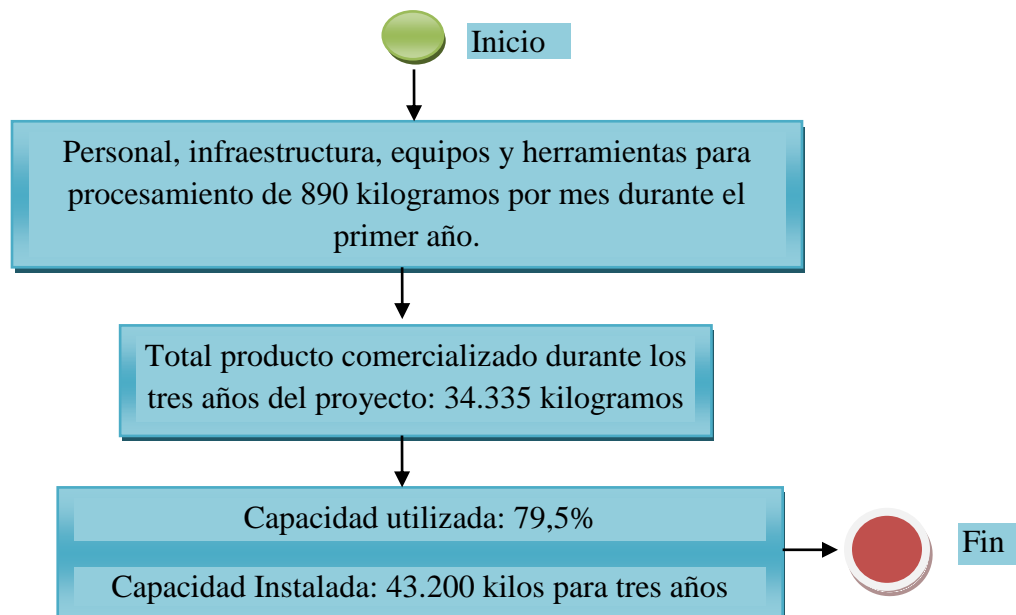 Inicio
Personal, infraestructura, equipos y herramientas para
procesamiento de 890 kilogramos por mes durante el
primer año.
Total producto comercializado durante los
tres años del proyecto: 34.335 kilogramos
Capacidad utilizada: 79,5%
Capacidad Instalada: 43.200 kilos para tres años
Fin